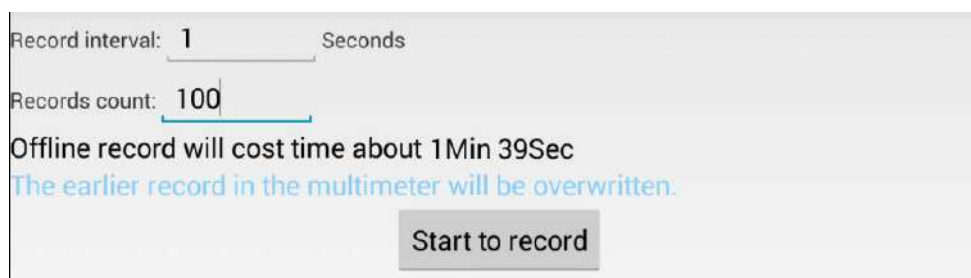 Record interval: 1 Seconds
Records count: 100
Offline record will cost time about 1Min 39Sec
The earlier record in the multimeter will be overwritten.
Start to record